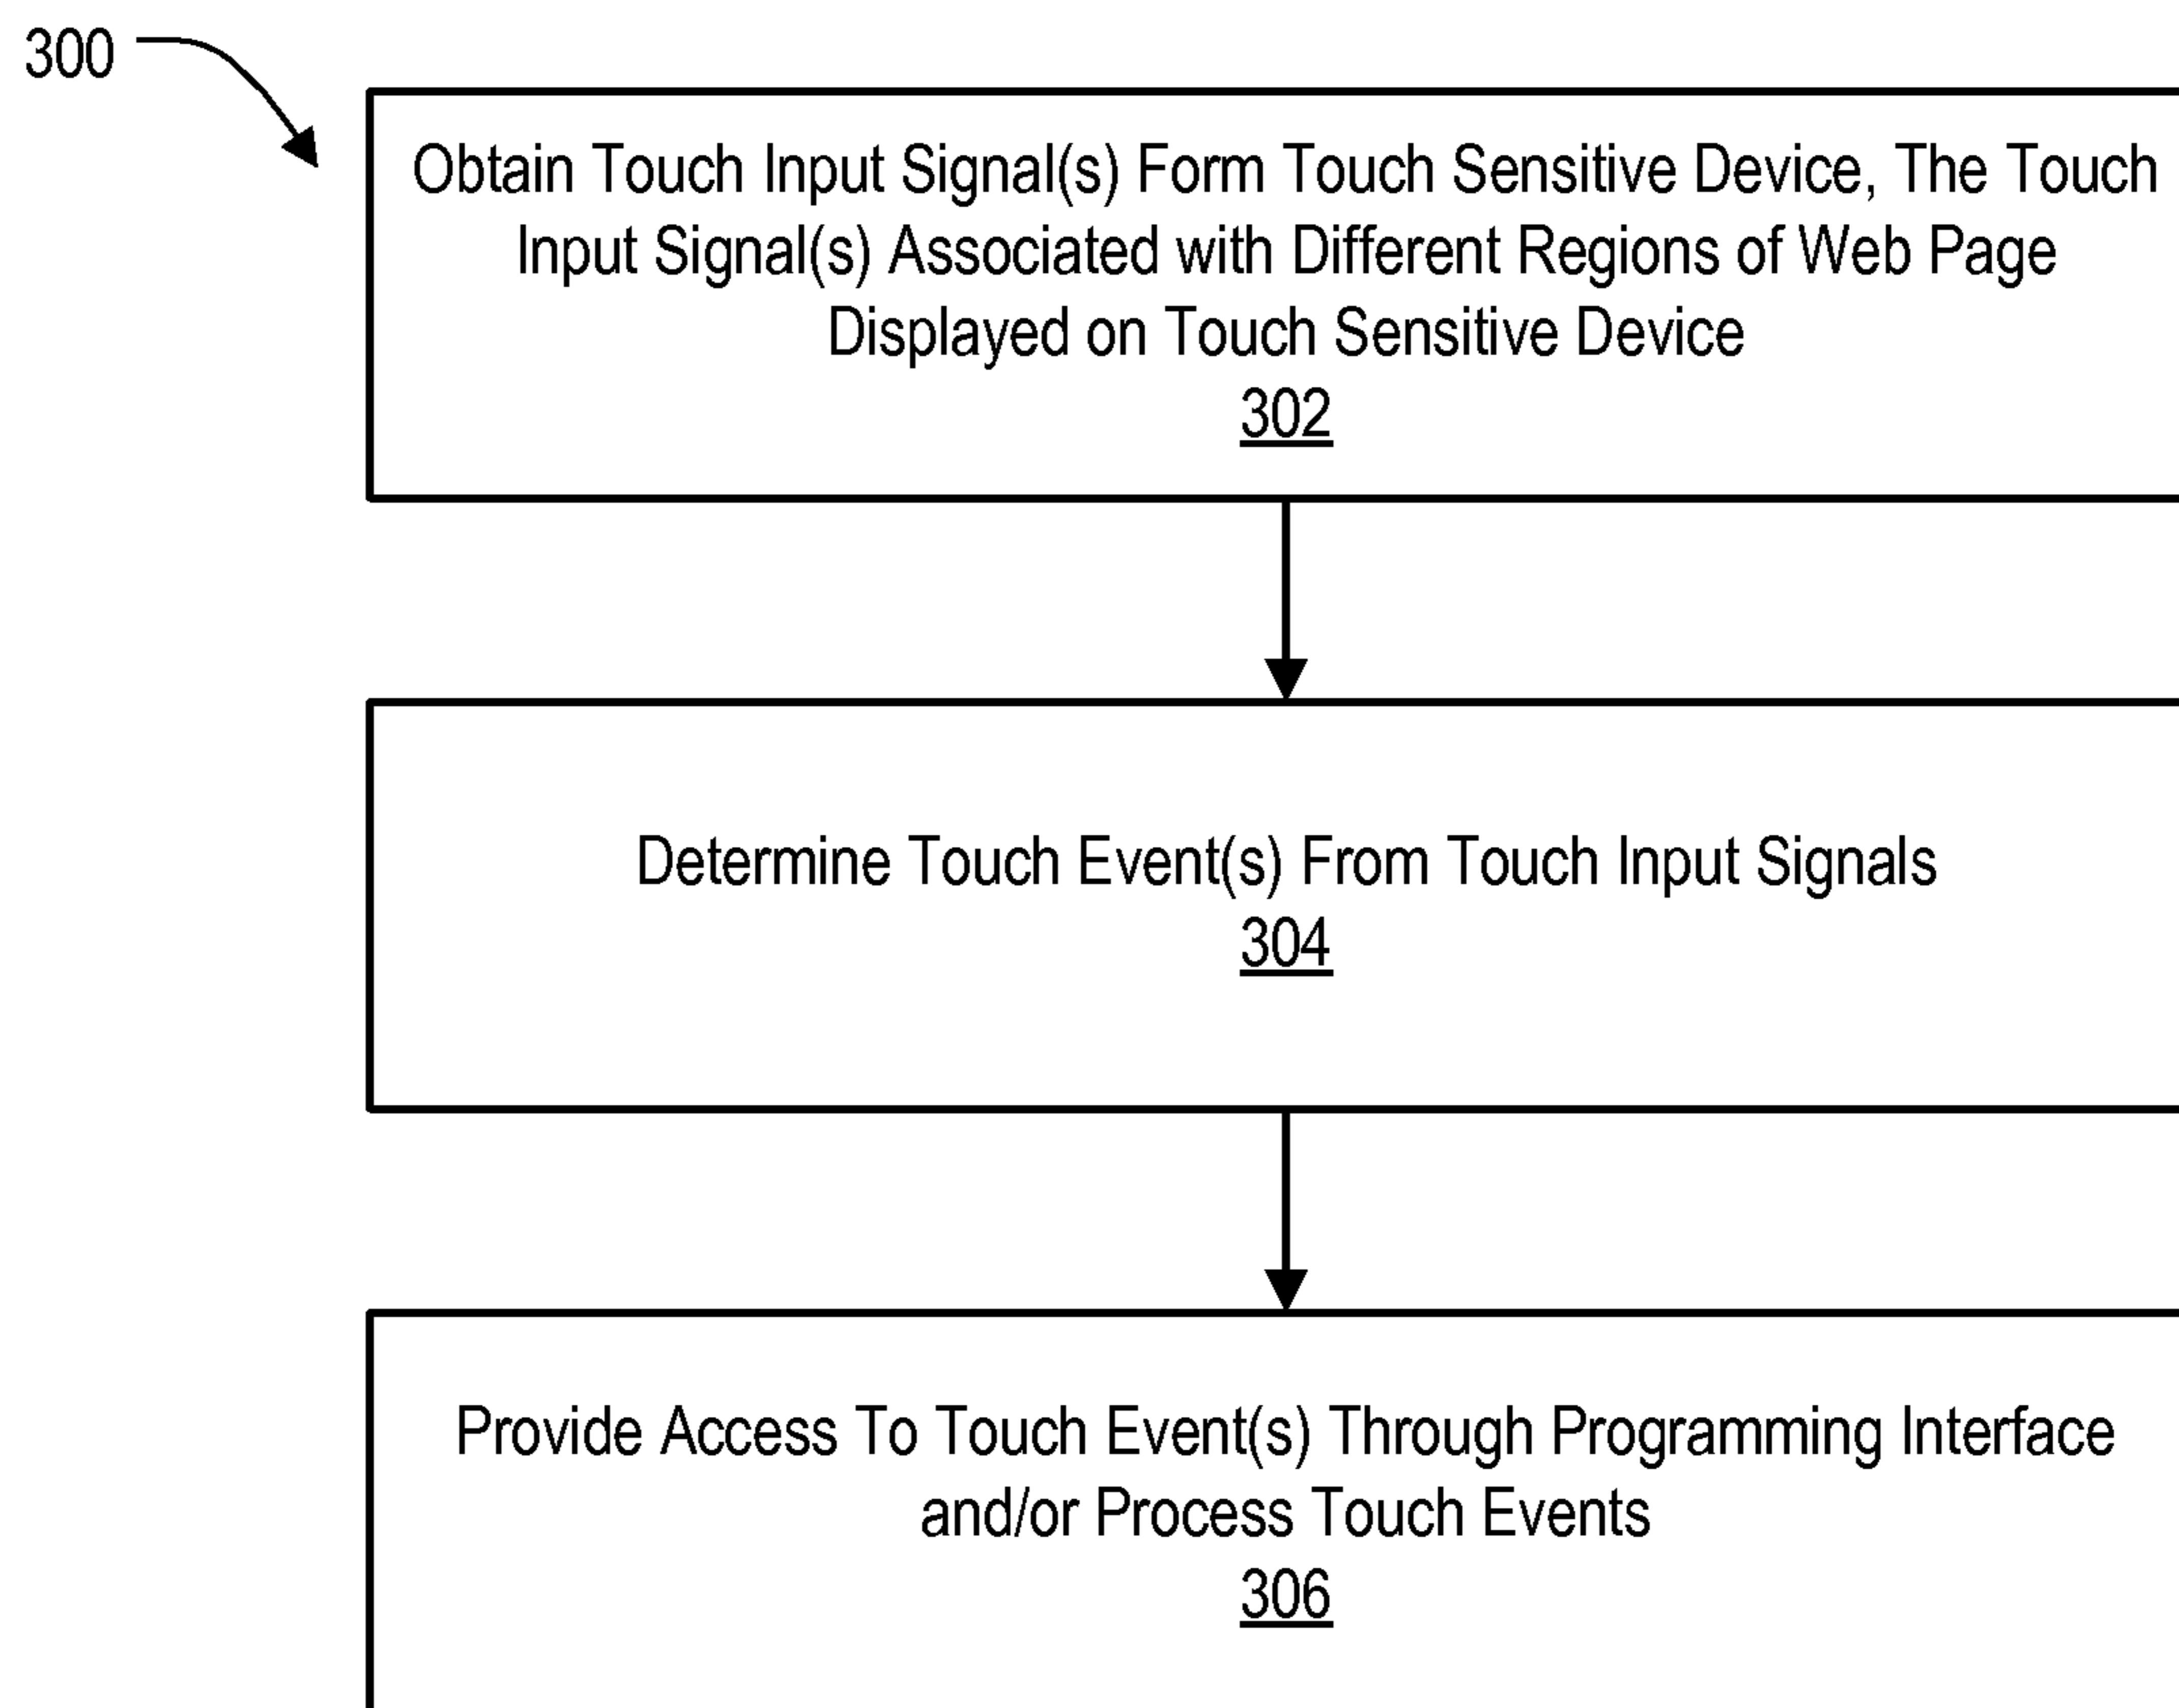 300
Obtain Touch Input Signal(s) Form Touch Sensitive Device, The Touch
Input Signal(s) Associated with Different Regions of Web Page
Displayed on Touch Sensitive Device
302
Determine Touch Event(s) From Touch Input Signals
304
Provide Access To Touch Event(s) Through Programming Interface
and/or Process Touch Events
306